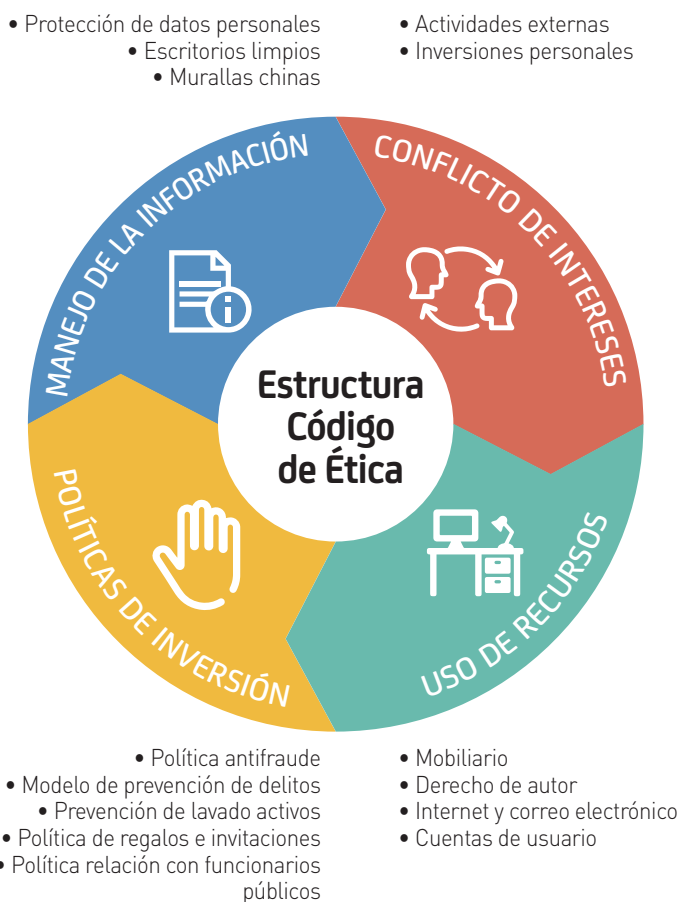 • Protección de datos personales
• Escritorios limpios
• Murallas chinas
• Actividades externas
• Inversiones personales
MANEJO DE LA INFORMACIÓN
CONFLICTO DE INTERESES
Estructura
Código
de Ética
POLÍTICAS DE INVERSIÓN
USO DE RECURSOS
• Política antifraude
• Modelo de prevención de delitos
• Prevención de lavado activos
• Política de regalos e invitaciones
• Política relación con funcionarios
públicos
• Mobiliario
• Derecho de autor
• Internet y correo electrónico
• Cuentas de usuario